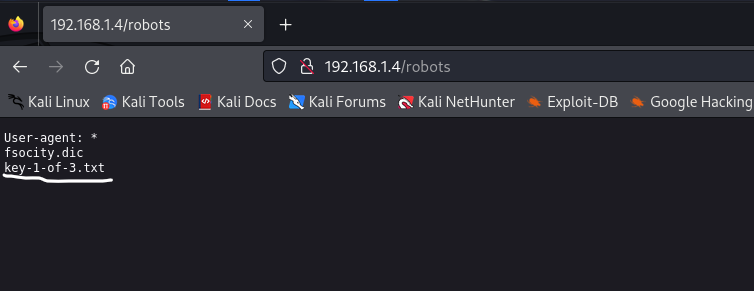 192.168.1.4/robots
192.168.1.4/robots
Kali Linux Kali Tools Kali Docs Kali Forums Kali NetHunter Exploit-DB Google Hacking
User-agent: *
fsocity.dic
key-1-of-3.txt